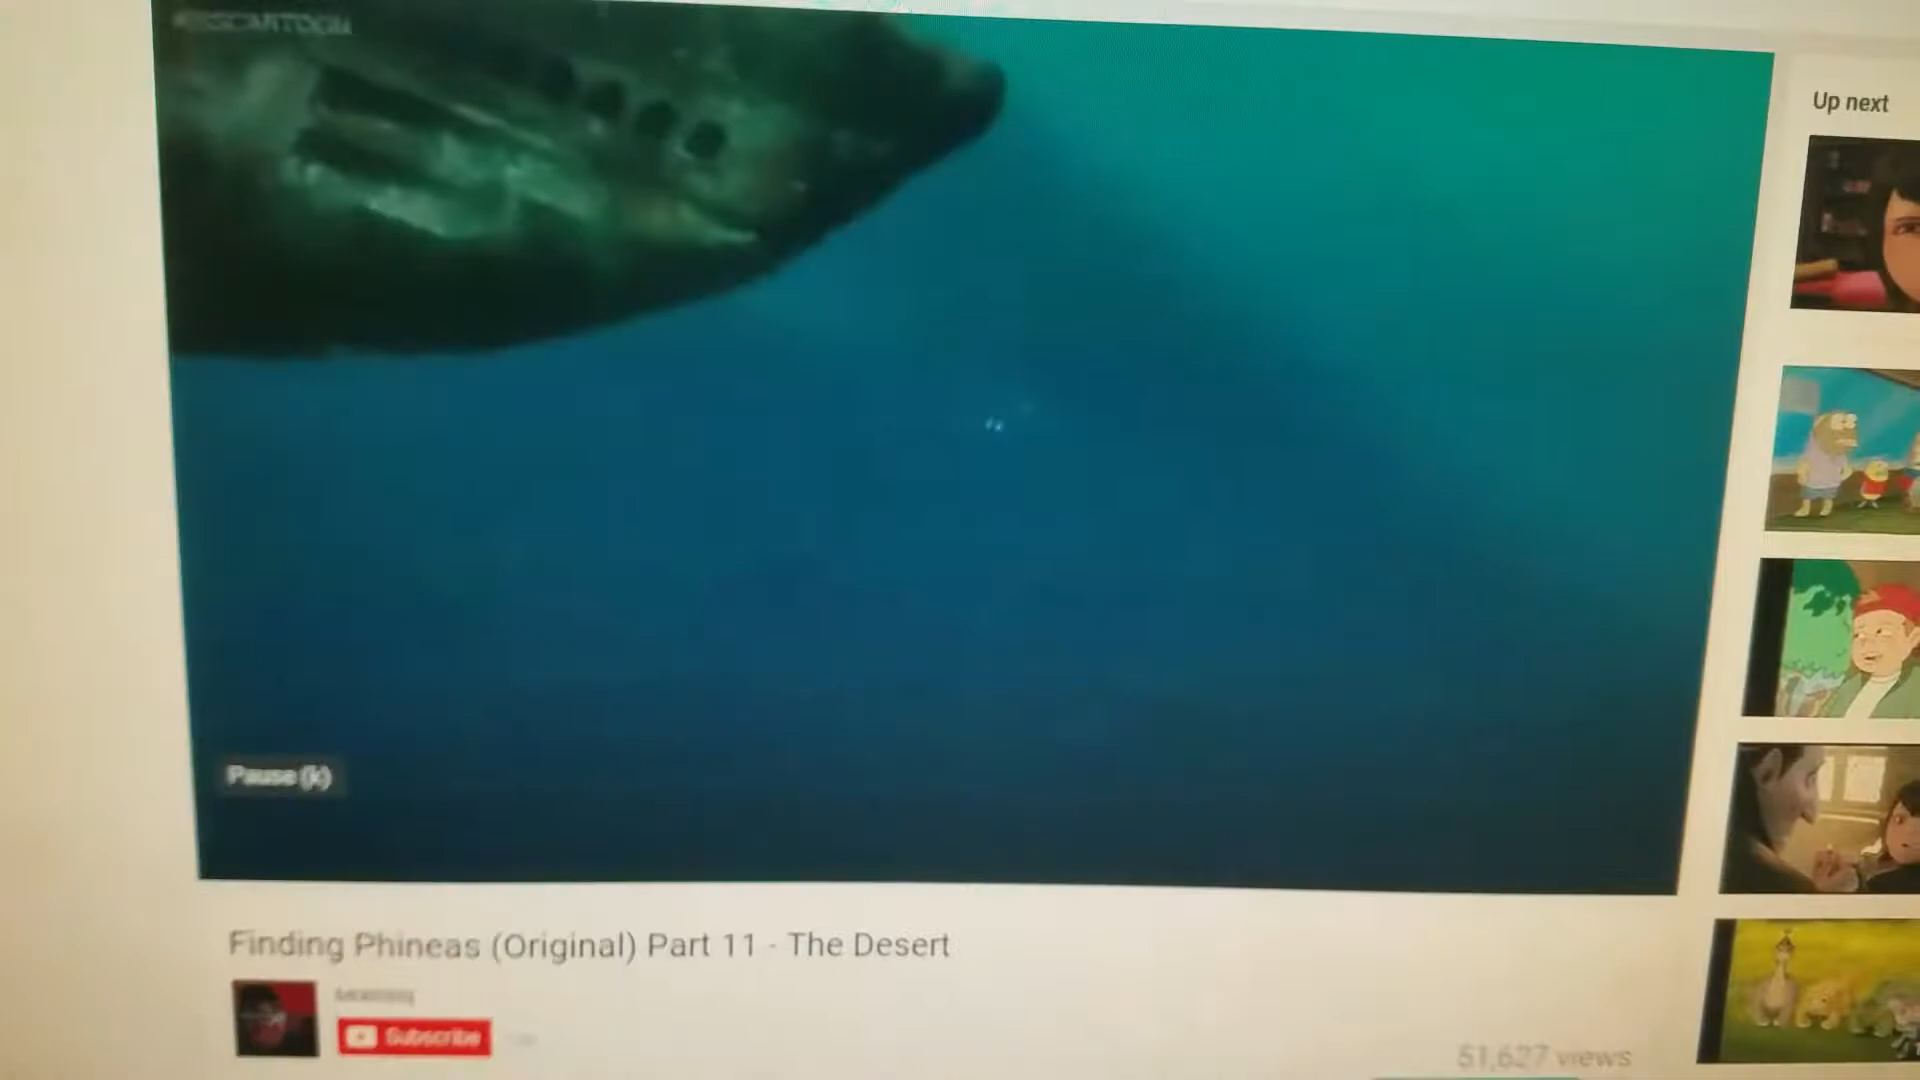 Up next
Pause (k)
Finding Phineas (Original) Part 11 - The Desert
Subscribe
51,627 views